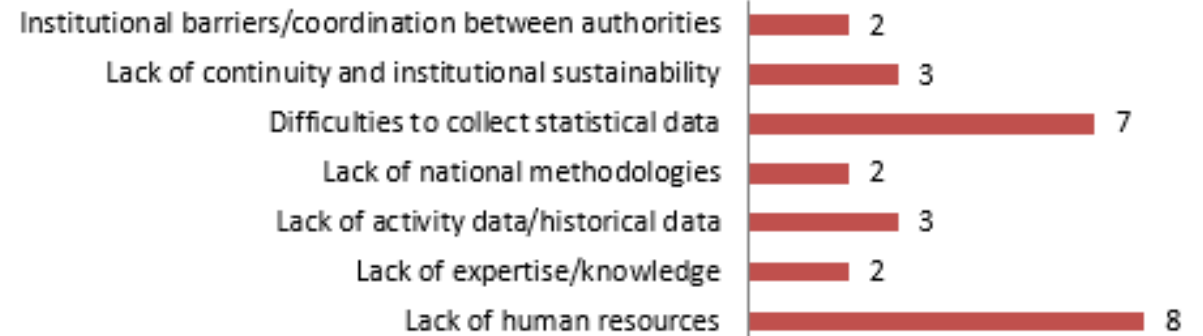 Institutional barriers/coordination between authorities 2
Lack of continuity and institutional sustainability 3
Difficulties to collect statistical data 7
Lack of national methodologies 2
Lack of activity data/historical data 3
Lack of expertise/knowledge 2
Lack of human resources 8